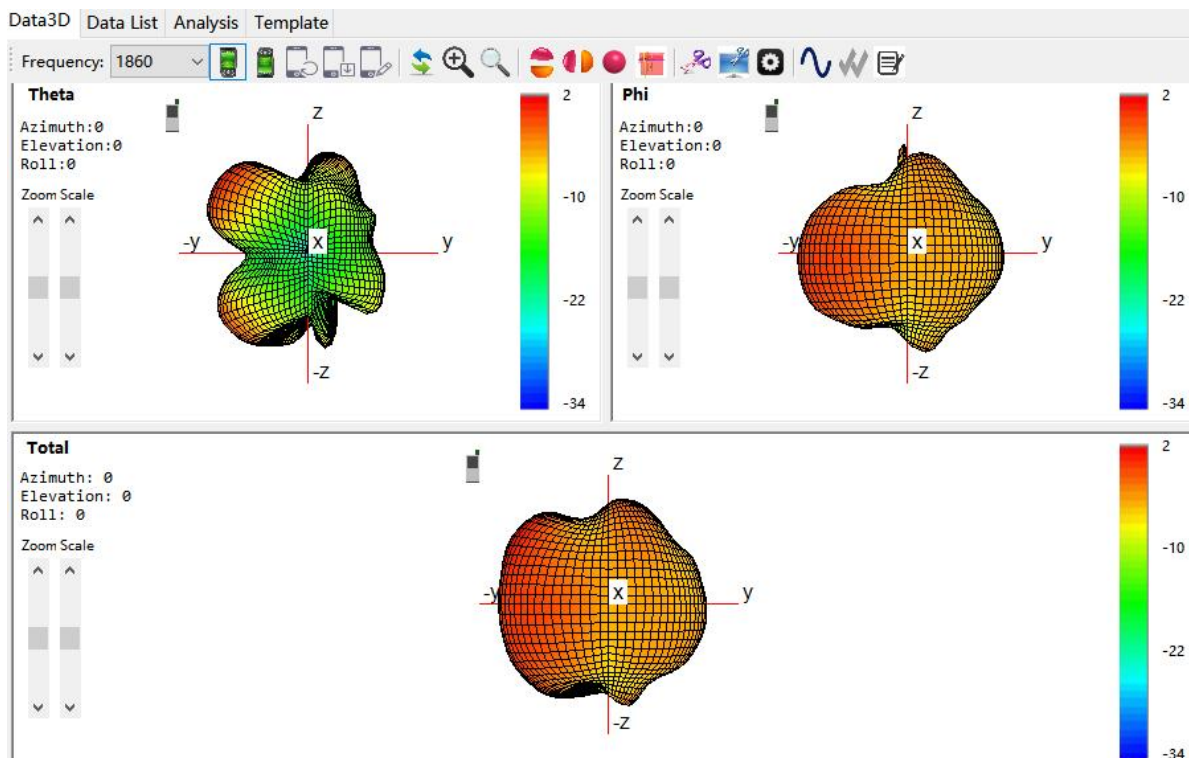 Data3D Data List Analysis Template
Frequency: 1860
Theta
Azimuth:0
Elevation:0
Roll:0
Zoom Scale
Z
-y
X
y
-Z
2
-10
-22
-34
Phi
Azimuth:0
Elevation:0
Roll:0
Zoom Scale
Z
-y
X
y
-Z
2
-10
-22
-34
Total
Azimuth: 0
Elevation: 0
Roll: 0
Zoom Scale
Z
-y
X
y
-Z
2
-10
-22
-34